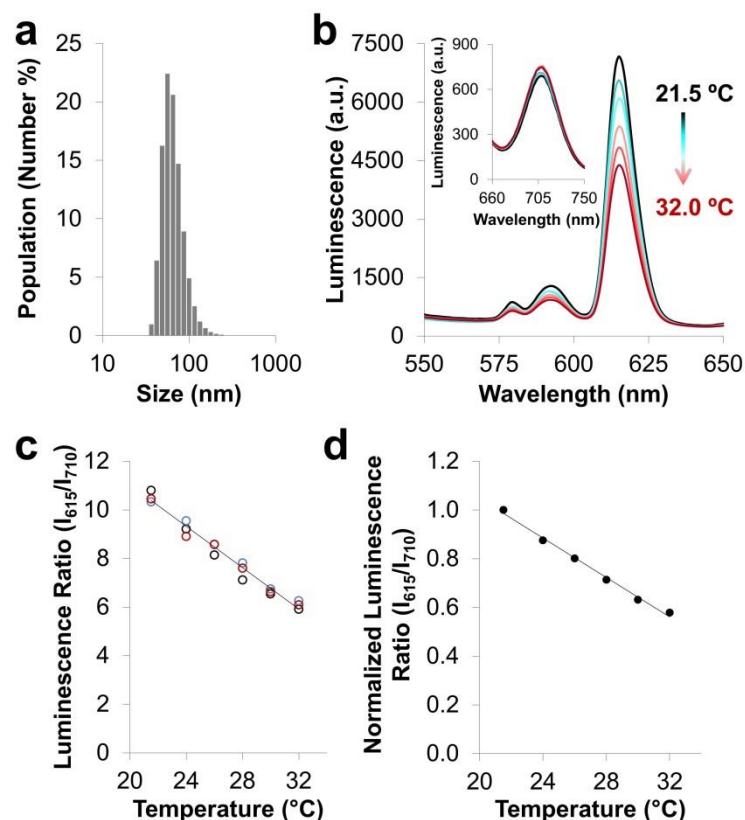 a
Population (Number %)
25
20
15
10
5
0
10
100
1000
Size (nm)
b
Luminescence (a.u.)
7500
6000
4500
3000
1500
0
550
575
600
625
650
Wavelength (nm)
Luminescence (a.u.)
900
600
300
0
660
705
750
Wavelength (nm)
21.5 ºC
32.0 ºC
c
Luminescence Ratio (I₆₁₅/I₇₁₀)
12
10
8
6
4
2
0
20
24
28
32
Temperature (°C)
d
Normalized Luminescence
Ratio (I₆₁₅/I₇₁₀)
1.2
1.0
0.8
0.6
0.4
0.2
0.0
20
24
28
32
Temperature (°C)